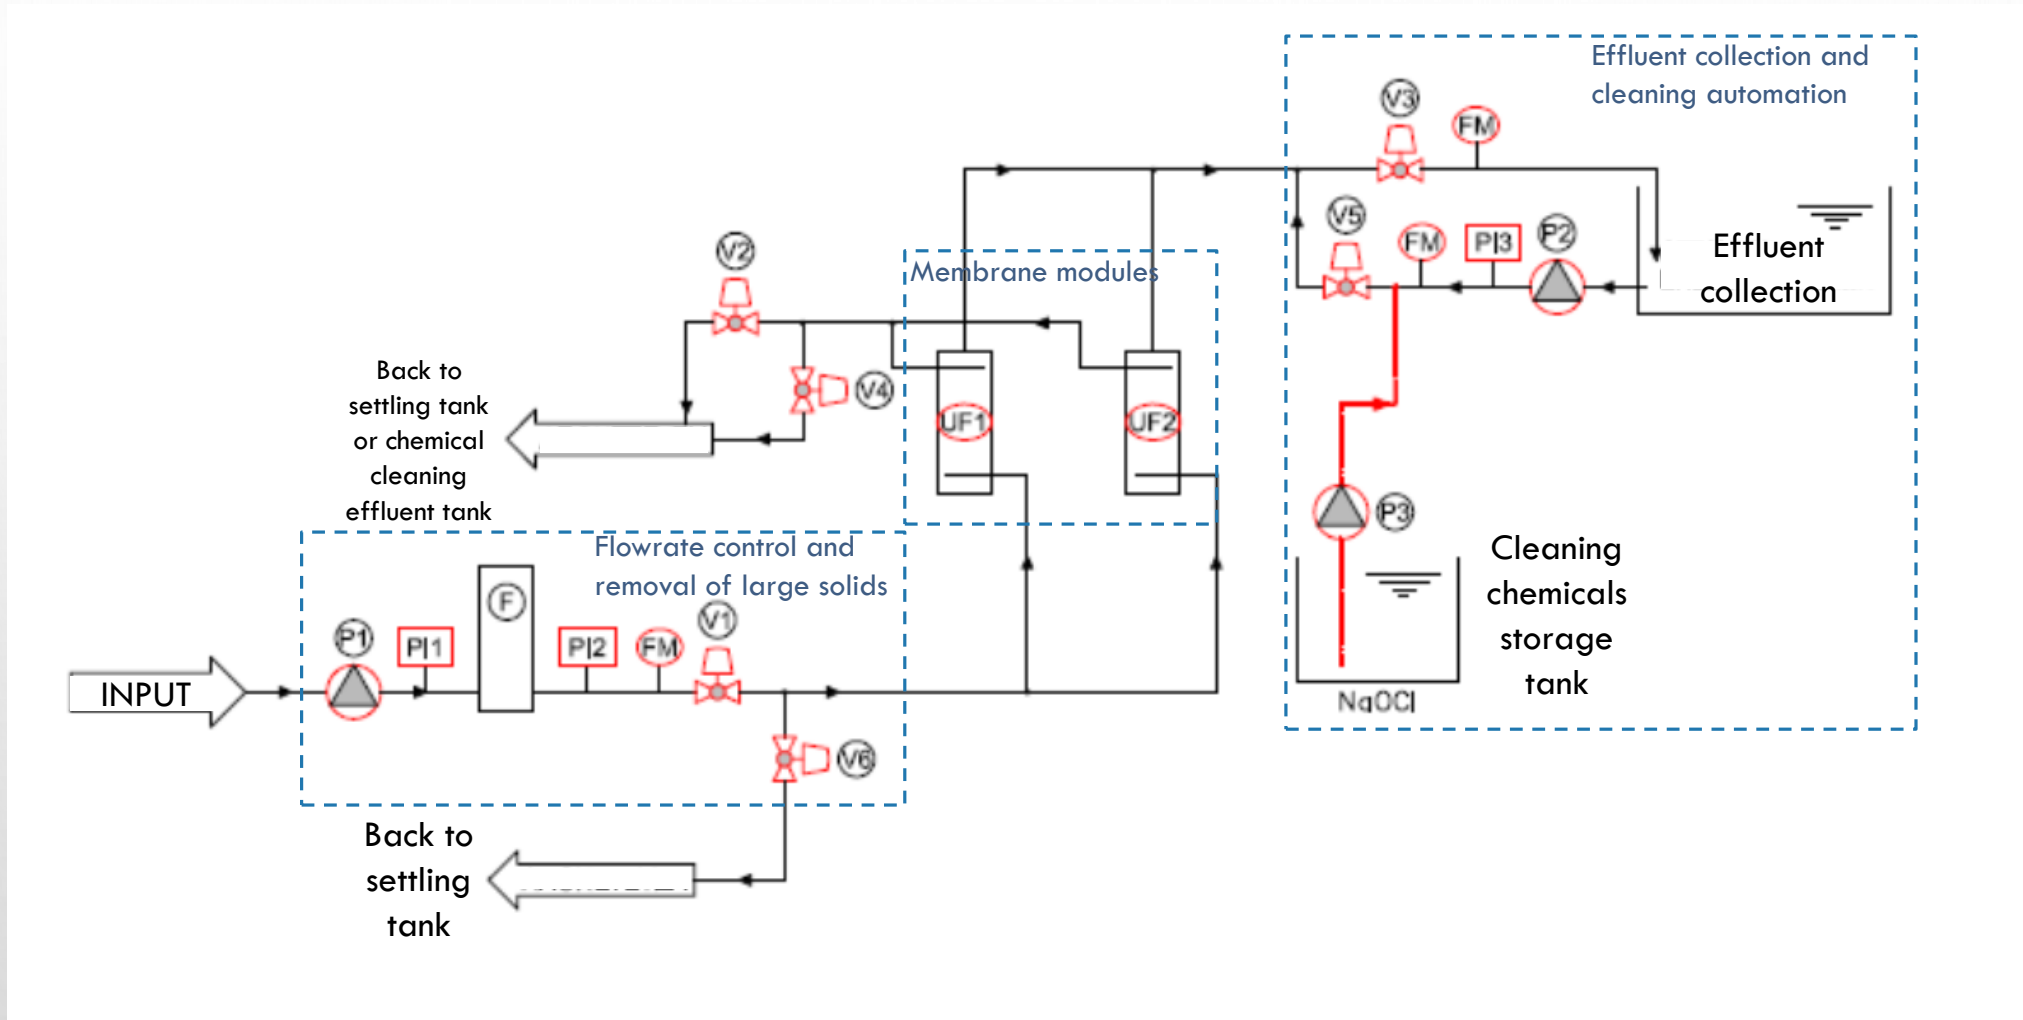 Effluent collection and
cleaning automation
V3
FM
V5
FM
PI3
P2
Effluent
collection
V2
Membrane modules
Back to
settling tank
or chemical
cleaning
effluent tank
V4
UF1
UF2
P3
Cleaning
chemicals
storage
tank
NaOCl
Flowrate control and
removal of large solids
F
V1
P1
PI1
PI2
FM
INPUT
V6
Back to
settling
tank